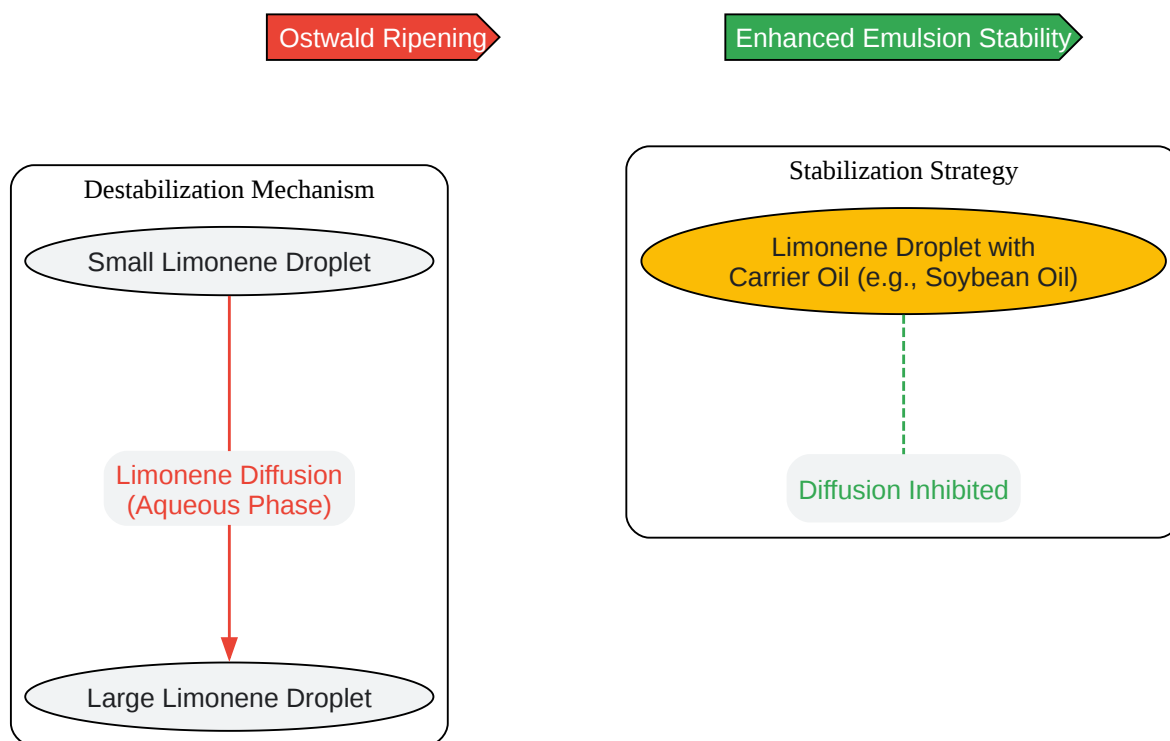 Ostwald Ripening
Enhanced Emulsion Stability
Destabilization Mechanism
Small Limonene Droplet
Limonene Diffusion
(Aqueous Phase)
Large Limonene Droplet
Stabilization Strategy
Limonene Droplet with
Carrier Oil (e.g., Soybean Oil)
Diffusion Inhibited